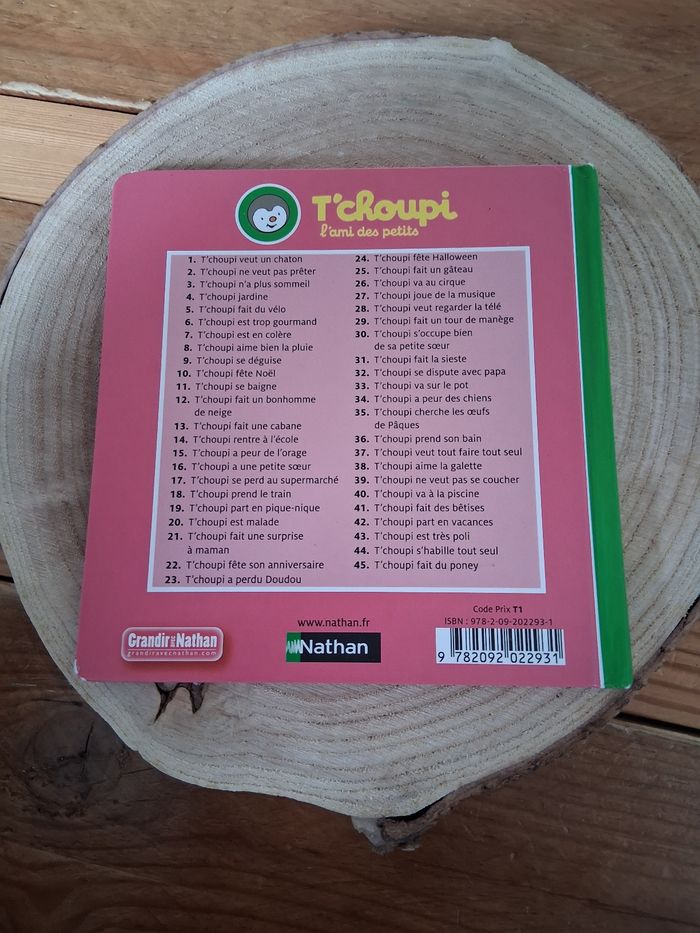 T'choupi
l'ami des petits
1. T'choupi veut un chaton
2. T'choupi ne veut pas prêter
3. T'choupi n'a plus sommeil
4. T'choupi jardine
5. T'choupi fait du vélo
6. T'choupi est trop gourmand
7. T'choupi est en colère
8. T'choupi aime bien la pluie
9. T'choupi se déguise
10. T'choupi fête Noël
11. T'choupi se baigne
12. T'choupi fait un bonhomme
de neige
13. T'choupi fait une cabane
14. T'choupi rentre à l'école
15. T'choupi a peur de l'orage
16. T'choupi a une petite sœur
17. T'choupi se perd au supermarché
18. T'choupi prend le train
19. T'choupi part en pique-nique
20. T'choupi est malade
21. T'choupi fait une surprise
à maman
22. T'choupi fête son anniversaire
23. T'choupi a perdu Doudou
24. T'choupi fête Halloween
25. T'choupi fait un gâteau
26. T'choupi va au cirque
27. T'choupi joue de la musique
28. T'choupi veut regarder la télé
29. T'choupi fait un tour de manège
30. T'choupi s'occupe bien
de sa petite sœur
31. T'choupi fait la sieste
32. T'choupi se dispute avec papa
33. T'choupi va sur le pot
34. T'choupi a peur des chiens
35. T'choupi cherche les œufs
de Pâques
36. T'choupi prend son bain
37. T'choupi veut tout faire tout seul
38. T'choupi aime la galette
39. T'choupi ne veut pas se coucher
40. T'choupi va à la piscine
41. T'choupi fait des bêtises
42. T'choupi part en vacances
43. T'choupi est très poli
44. T'choupi s'habille tout seul
45. T'choupi fait du poney
Grandir avec Nathan
grandiravecnathan.com
www.nathan.fr
Nathan
Code Prix T1
ISBN : 978-2-09-202293-1
9 782092 022931